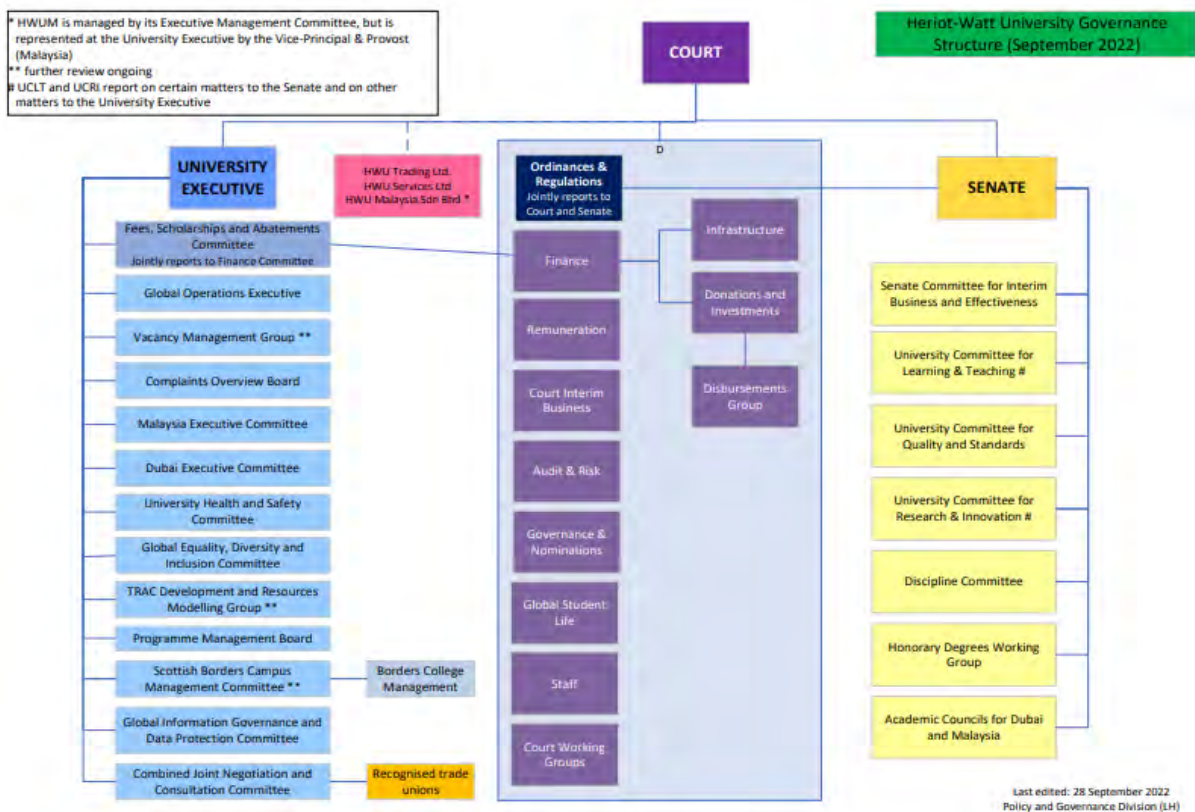 * HWUM is managed by its Executive Management Committee, but is
represented at the University Executive by the Vice-Principal & Provost
(Malaysia)
** further review ongoing
# UCLT and UCRI report on certain matters to the Senate and on other
matters to the University Executive
COURT
Heriot-Watt University Governance
Structure (September 2022)
D
UNIVERSITY
EXECUTIVE
HWU Trading Ltd.
HWU Services Ltd
HWU Malaysia Sdn Bhd *
Ordinances &
Regulations
Jointly reports to
Court and Senate
SENATE
Fees, Scholarships and Abatements
Committee
Jointly reports to Finance Committee
Global Operations Executive
Vacancy Management Group **
Complaints Overview Board
Malaysia Executive Committee
Dubai Executive Committee
University Health and Safety
Committee
Global Equality, Diversity and
Inclusion Committee
TRAC Development and Resources
Modelling Group **
Programme Management Board
Scottish Borders Campus
Management Committee **
Borders College
Management
Global Information Governance and
Data Protection Committee
Combined Joint Negotiation and
Consultation Committee
Recognised trade
unions
Finance
Remuneration
Court Interim
Business
Audit & Risk
Governance &
Nominations
Global Student
Life
Staff
Court Working
Groups
Infrastructure
Donations and
Investments
Disbursements
Group
Senate Committee for Interim
Business and Effectiveness
University Committee for
Learning & Teaching #
University Committee for
Quality and Standards
University Committee for
Research & Innovation #
Discipline Committee
Honorary Degrees Working
Group
Academic Councils for Dubai
and Malaysia
Last edited: 28 September 2022
Policy and Governance Division (LH)